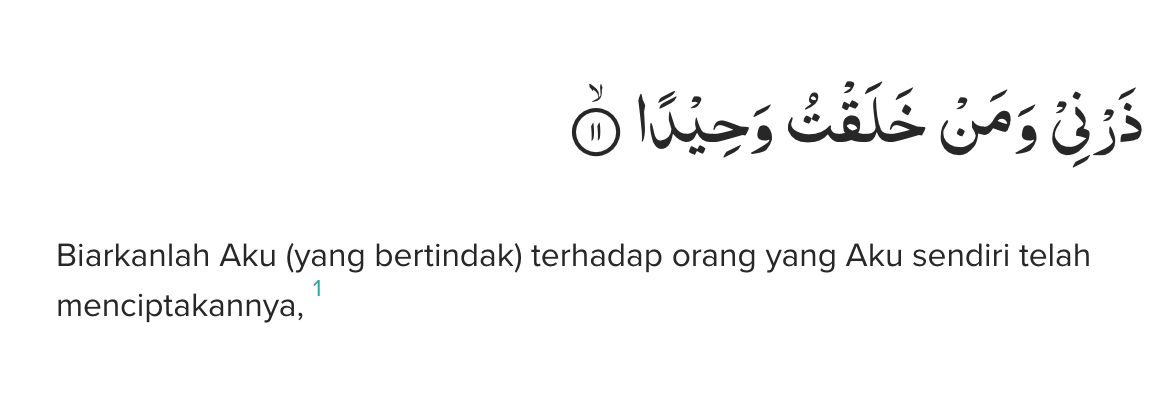 ذَرْنِيْ وَمَنْ خَلَقْتُ وَحِيْدًاۙ ١١
Biarkanlah Aku (yang bertindak) terhadap orang yang Aku sendiri telah
menciptakannya, 1